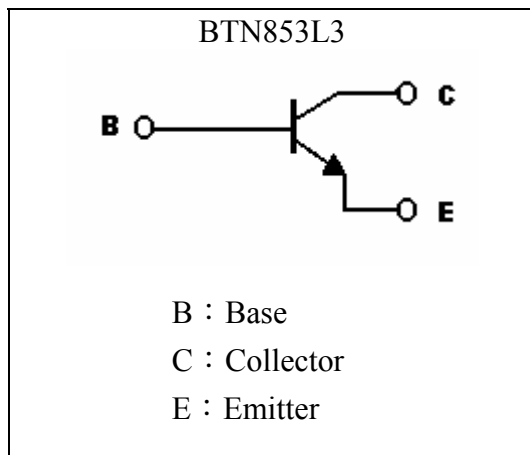 BTN853L3
B C
E
B：Base
C：Collector
E：Emitter